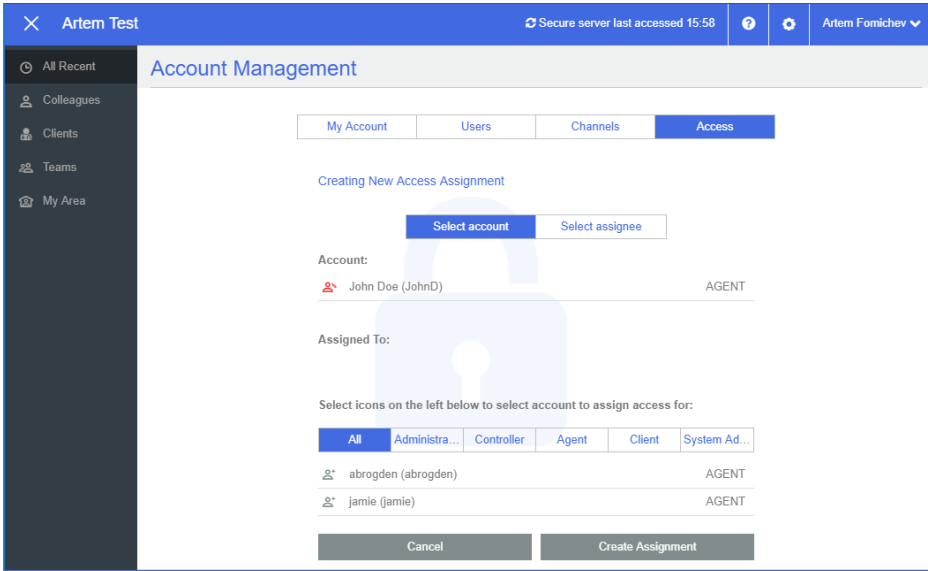 Artem Test
Secure server last accessed 15:58
?
Artem Fomichev
All Recent
Account Management
Colleagues
Clients
Teams
My Area
My Account Users Channels Access
Creating New Access Assignment
Select account Select assignee
Account:
John Doe (JohnD) AGENT
Assigned To:
Select icons on the left below to select account to assign access for:
All Administra... Controller Agent Client System Ad...
abrogden (abrogden) AGENT
jamie (jamie) AGENT
Cancel Create Assignment